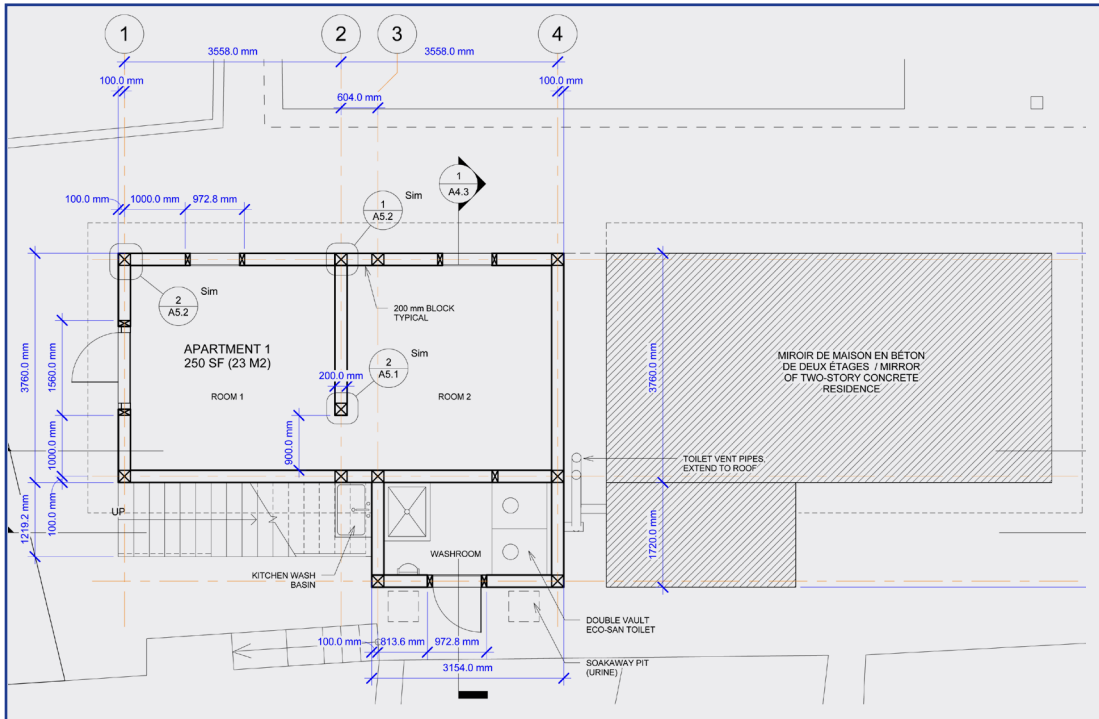 1
2
3
4
3558.0 mm
3558.0 mm
100.0 mm
100.0 mm
604.0 mm
1
A4.3
100.0 mm
1000.0 mm
972.8 mm
1
A5.2
Sim
2
A5.2
Sim
200 mm BLOCK
TYPICAL
APARTMENT 1
250 SF (23 M2)
2
A5.1
Sim
200.0 mm
ROOM 1
ROOM 2
3760.0 mm
1560.0 mm
1000.0 mm
900.0 mm
3760.0 mm
MIROIR DE MAISON EN BÉTON
DE DEUX ÉTAGES / MIRROR
OF TWO-STORY CONCRETE
RESIDENCE
TOILET VENT PIPES,
EXTEND TO ROOF
1219.2 mm
100.0 mm
UP
1720.0 mm
WASHROOM
KITCHEN WASH
BASIN
DOUBLE VAULT
ECO-SAN TOILET
100.0 mm
813.6 mm
972.8 mm
3154.0 mm
SOAKAWAY PIT
(URINE)